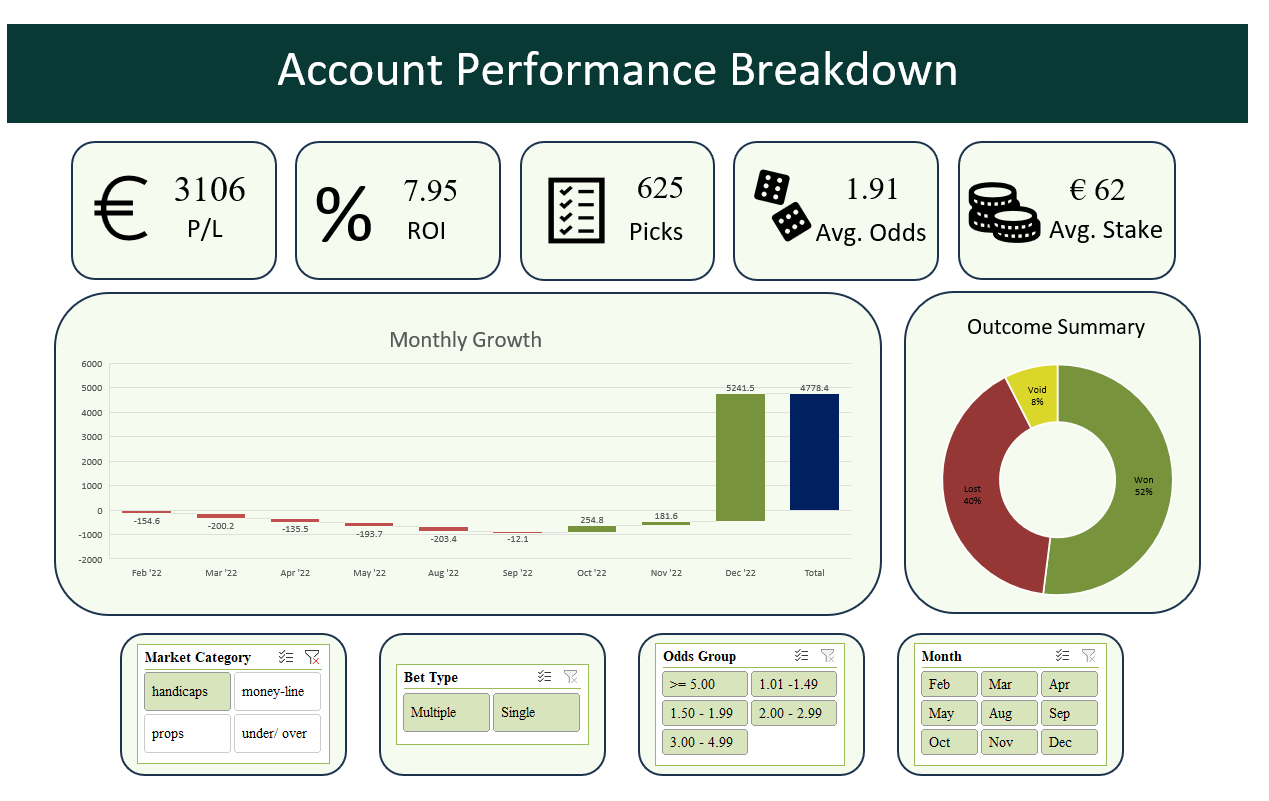 Account Performance Breakdown
€
3106
P/L
%
7.95
ROI
625
Picks
1.91
Avg. Odds
€ 62
Avg. Stake
Monthly Growth
6000
5000
4000
3000
2000
1000
0
-1000
-2000
-154.6
-200.2
-135.5
-193.7
-203.4
-12.1
254.8
181.6
5241.5
4778.4
Feb '22
Mar '22
Apr '22
May '22
Aug '22
Sep '22
Oct '22
Nov '22
Dec '22
Total
Outcome Summary
Void
8%
Won
52%
Lost
40%
Market Category
handicaps
money-line
props
under/ over
Bet Type
Multiple
Single
Odds Group
>= 5.00
1.01 -1.49
1.50 - 1.99
2.00 - 2.99
3.00 - 4.99
Month
Feb
Mar
Apr
May
Aug
Sep
Oct
Nov
Dec